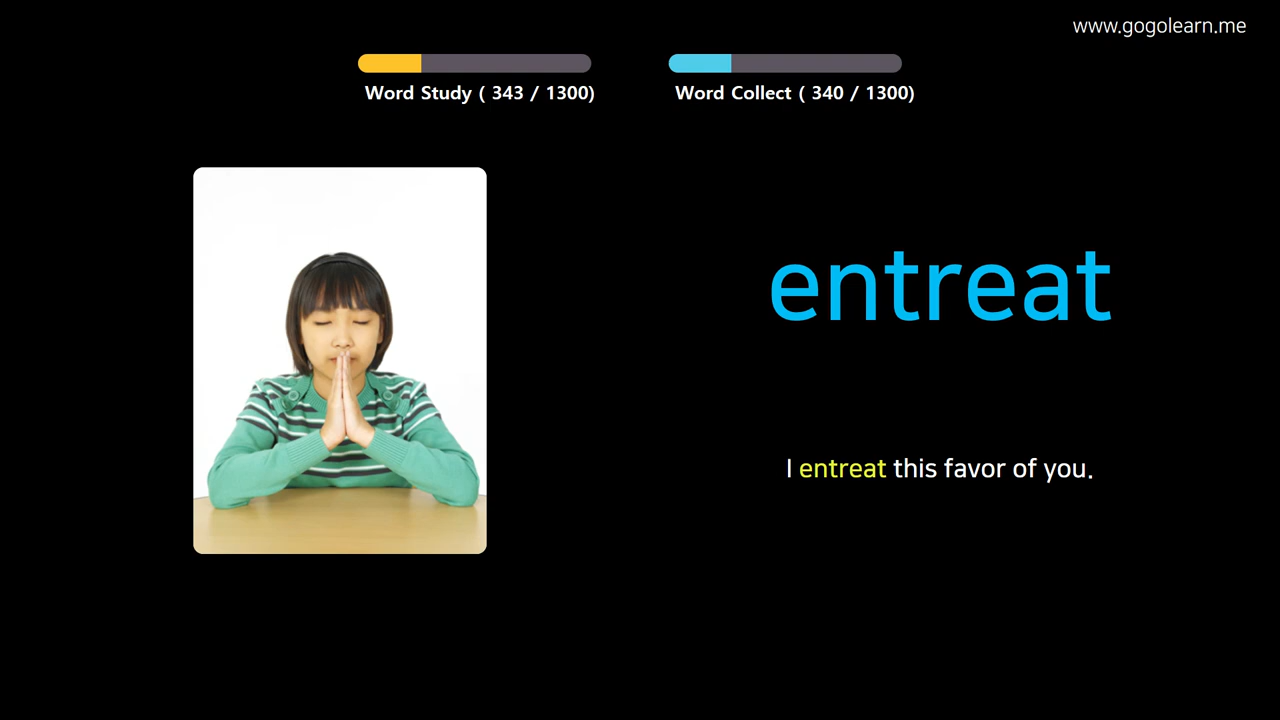 www.gogolearn.me
Word Study ( 343 / 1300)
Word Collect ( 340 / 1300)
entreat
I entreat this favor of you.